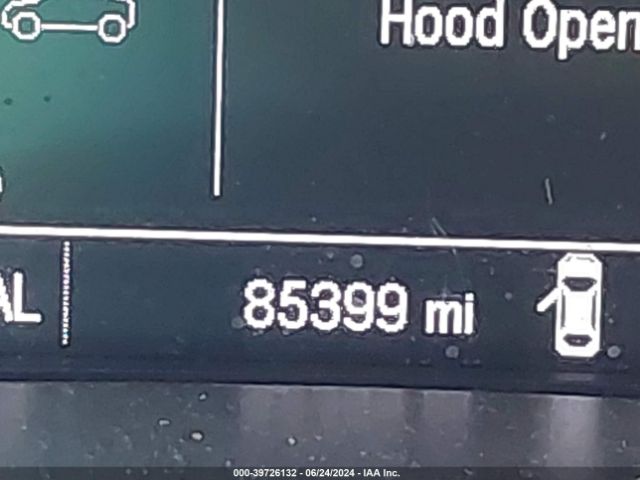 Hood Open
AL
85399 mi
000-39726132 - 06/24/2024 - IAA Inc.